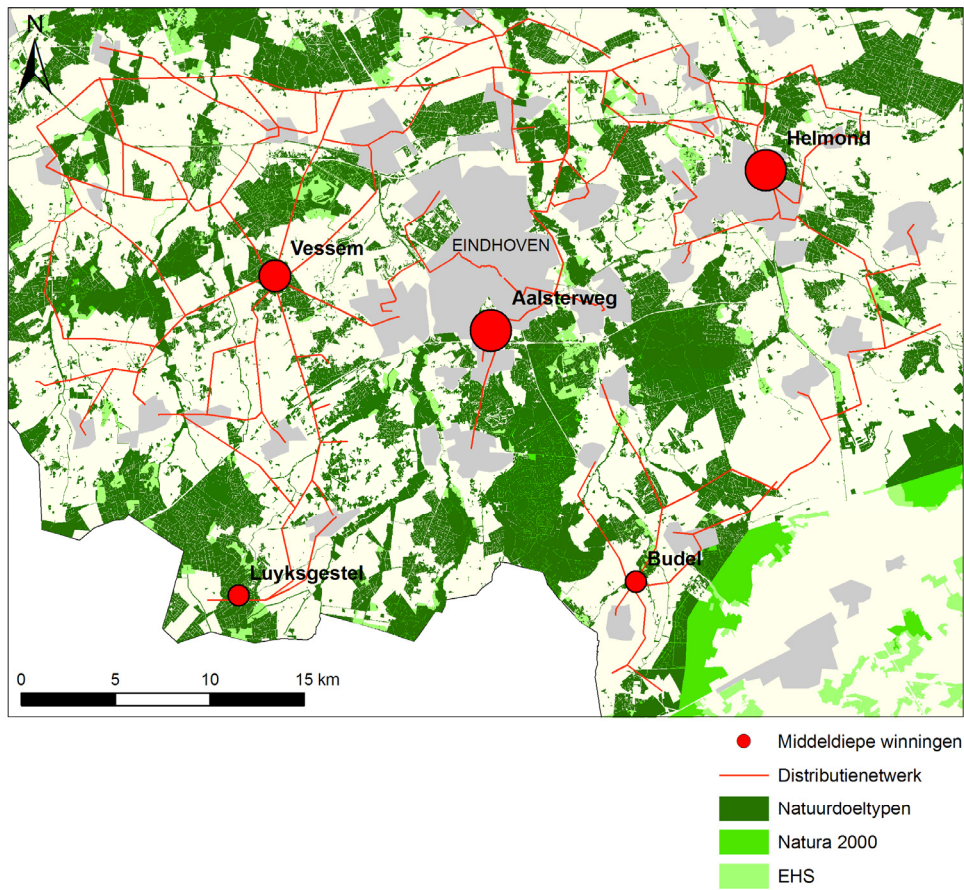 N
Helmond
Vessem
EINDHOVEN
Aalsterweg
Budel
Luyksgestel
0 5 10 15 km
Middeldiepe winningen
Distributienetwerk
Natuurdoeltypen
Natura 2000
EHS